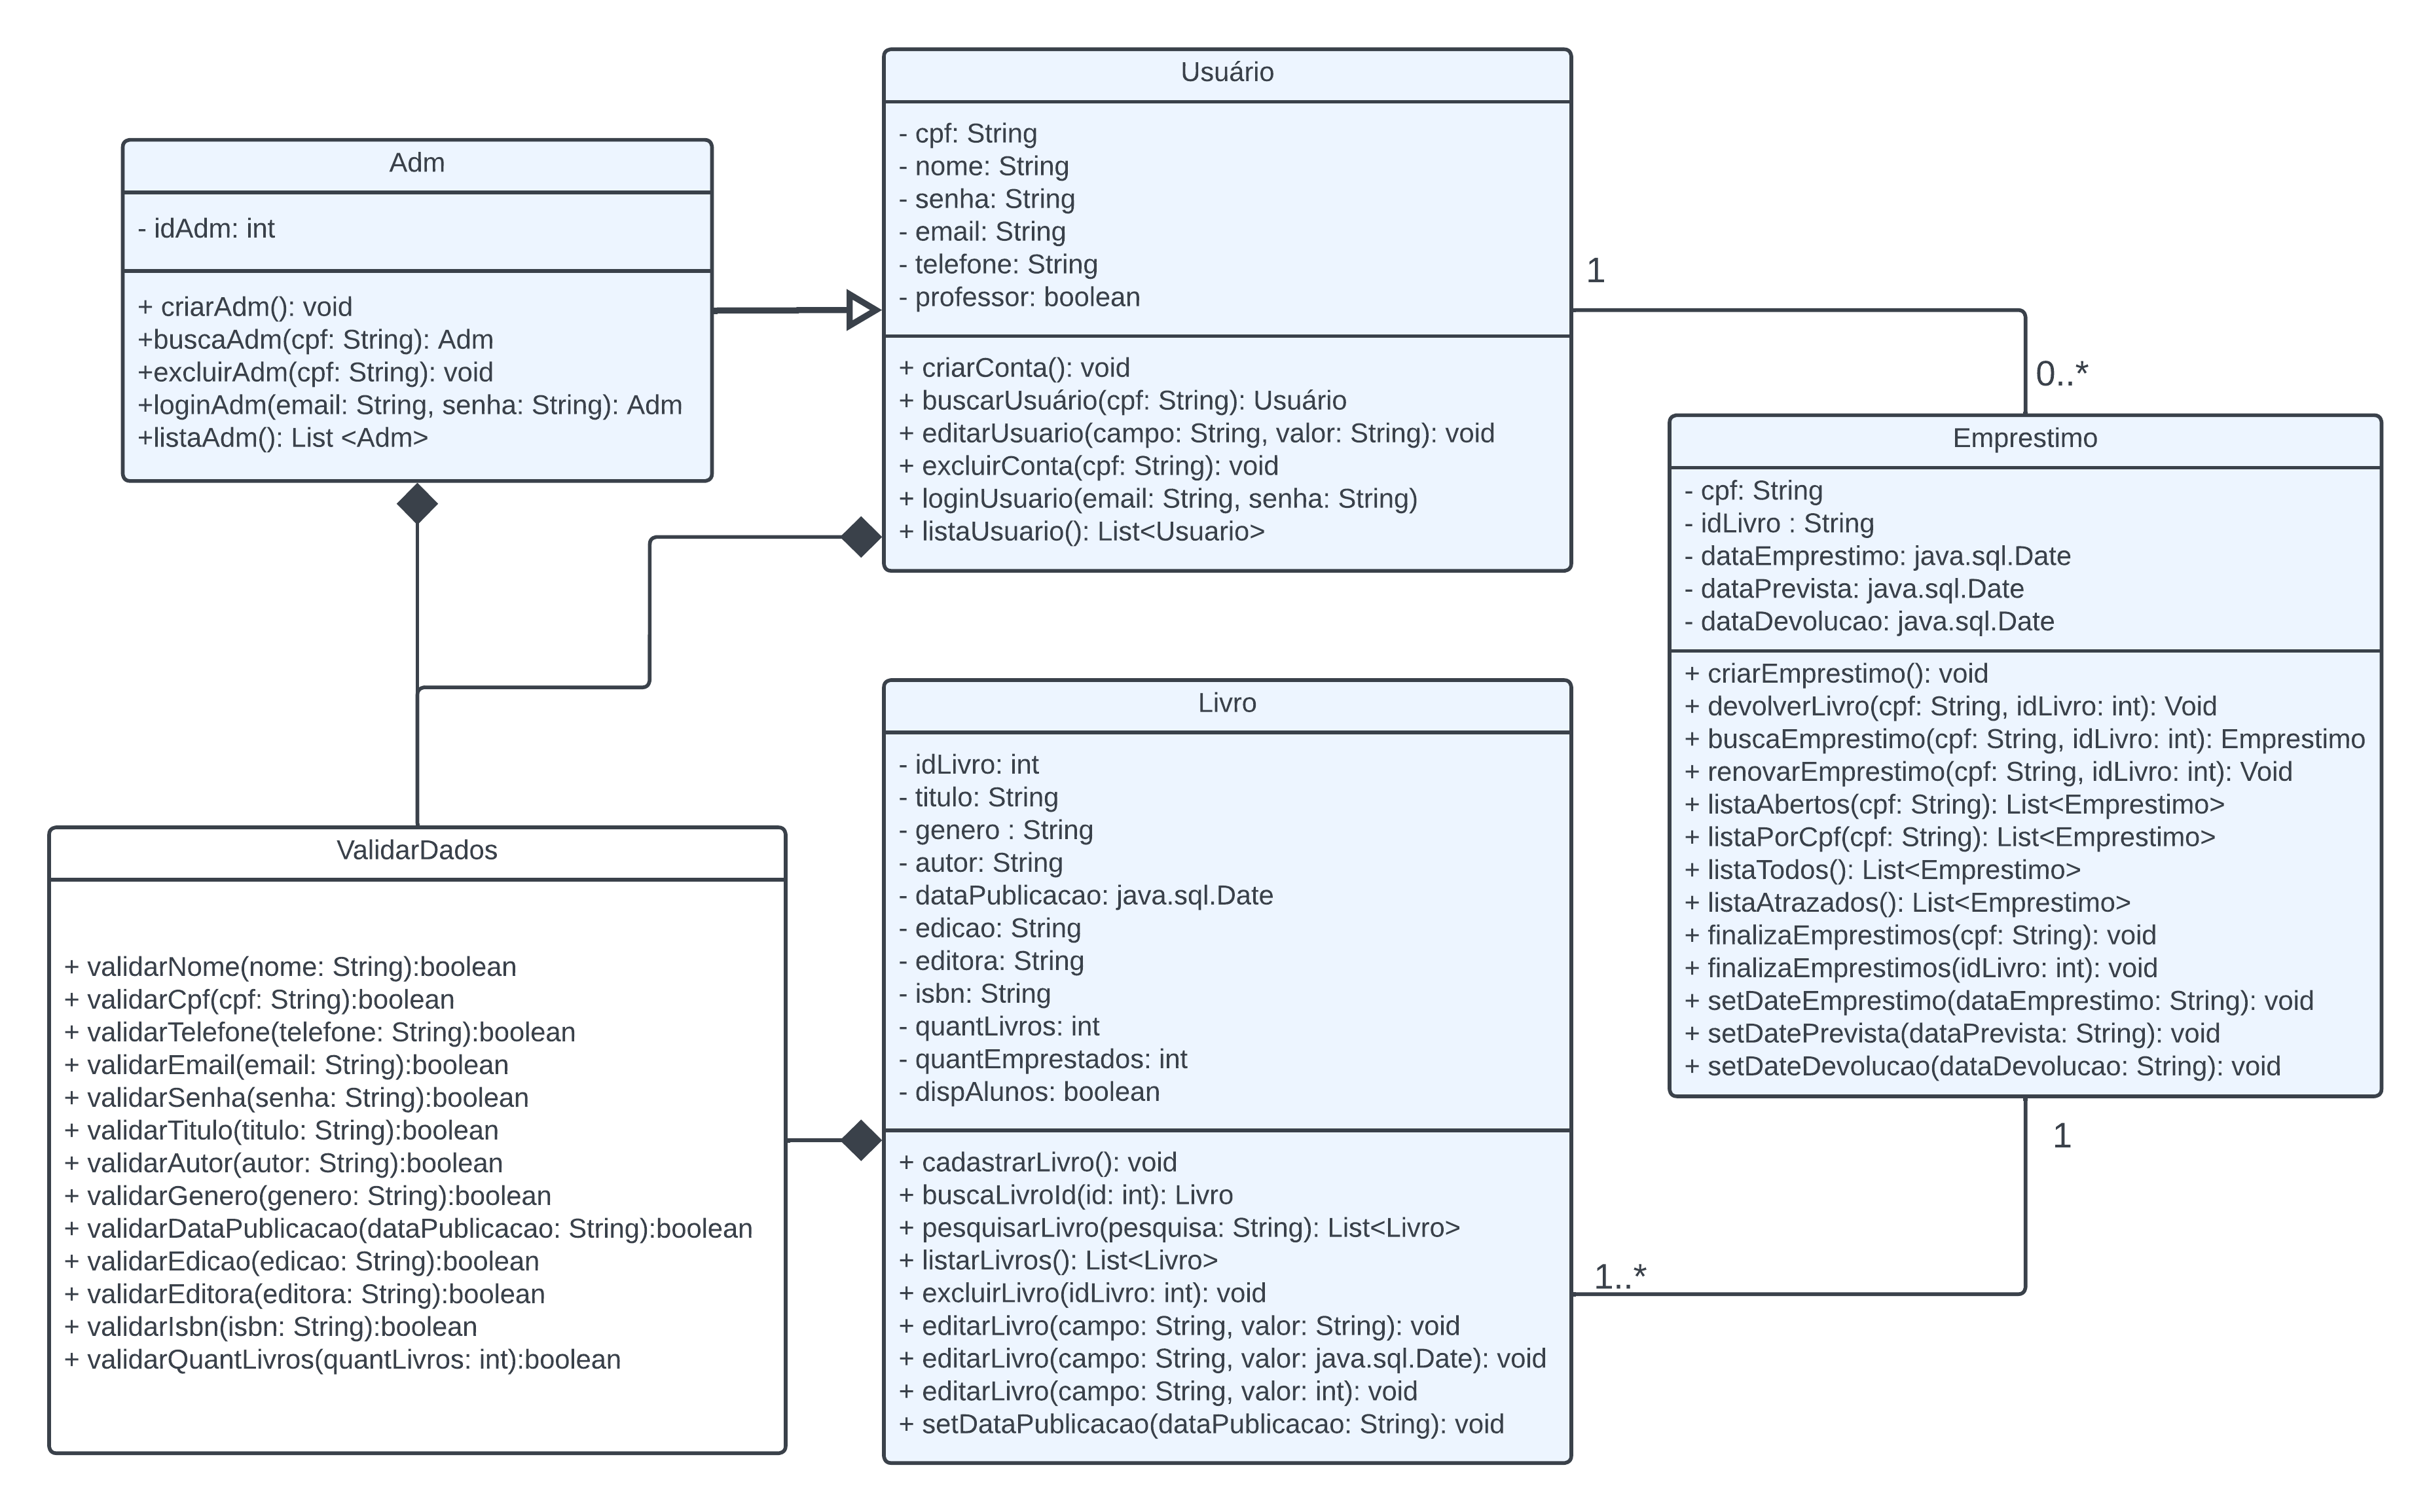 Adm
- idAdm: int
+ criarAdm(): void
+buscaAdm(cpf: String): Adm
+excluirAdm(cpf: String): void
+loginAdm(email: String, senha: String): Adm
+listaAdm(): List <Adm>
Usuário
- cpf: String
- nome: String
- senha: String
- email: String
- telefone: String
- professor: boolean
+ criarConta(): void
+ buscarUsuário(cpf: String): Usuário
+ editarUsuario(campo: String, valor: String): void
+ excluirConta(cpf: String): void
+ loginUsuario(email: String, senha: String)
+ listaUsuario(): List<Usuario>
1
0..*
Emprestimo
- cpf: String
- idLivro : String
- dataEmprestimo: java.sql.Date
- dataPrevista: java.sql.Date
- dataDevolucao: java.sql.Date
+ criarEmprestimo(): void
+ devolverLivro(cpf: String, idLivro: int): Void
+ buscaEmprestimo(cpf: String, idLivro: int): Emprestimo
+ renovarEmprestimo(cpf: String, idLivro: int): Void
+ listaAbertos(cpf: String): List<Emprestimo>
+ listaPorCpf(cpf: String): List<Emprestimo>
+ listaTodos(): List<Emprestimo>
+ listaAtrazados(): List<Emprestimo>
+ finalizaEmprestimos(cpf: String): void
+ finalizaEmprestimos(idLivro: int): void
+ setDateEmprestimo(dataEmprestimo: String): void
+ setDatePrevista(dataPrevista: String): void
+ setDateDevolucao(dataDevolucao: String): void
1
1..*
Livro
- idLivro: int
- titulo: String
- genero : String
- autor: String
- dataPublicacao: java.sql.Date
- edicao: String
- editora: String
- isbn: String
- quantLivros: int
- quantEmprestados: int
- dispAlunos: boolean
+ cadastrarLivro(): void
+ buscaLivroId(id: int): Livro
+ pesquisarLivro(pesquisa: String): List<Livro>
+ listarLivros(): List<Livro>
+ excluirLivro(idLivro: int): void
+ editarLivro(campo: String, valor: String): void
+ editarLivro(campo: String, valor: java.sql.Date): void
+ editarLivro(campo: String, valor: int): void
+ setDataPublicacao(dataPublicacao: String): void
ValidarDados
+ validarNome(nome: String):boolean
+ validarCpf(cpf: String):boolean
+ validarTelefone(telefone: String):boolean
+ validarEmail(email: String):boolean
+ validarSenha(senha: String):boolean
+ validarTitulo(titulo: String):boolean
+ validarAutor(autor: String):boolean
+ validarGenero(genero: String):boolean
+ validarDataPublicacao(dataPublicacao: String):boolean
+ validarEdicao(edicao: String):boolean
+ validarEditora(editora: String):boolean
+ validarIsbn(isbn: String):boolean
+ validarQuantLivros(quantLivros: int):boolean